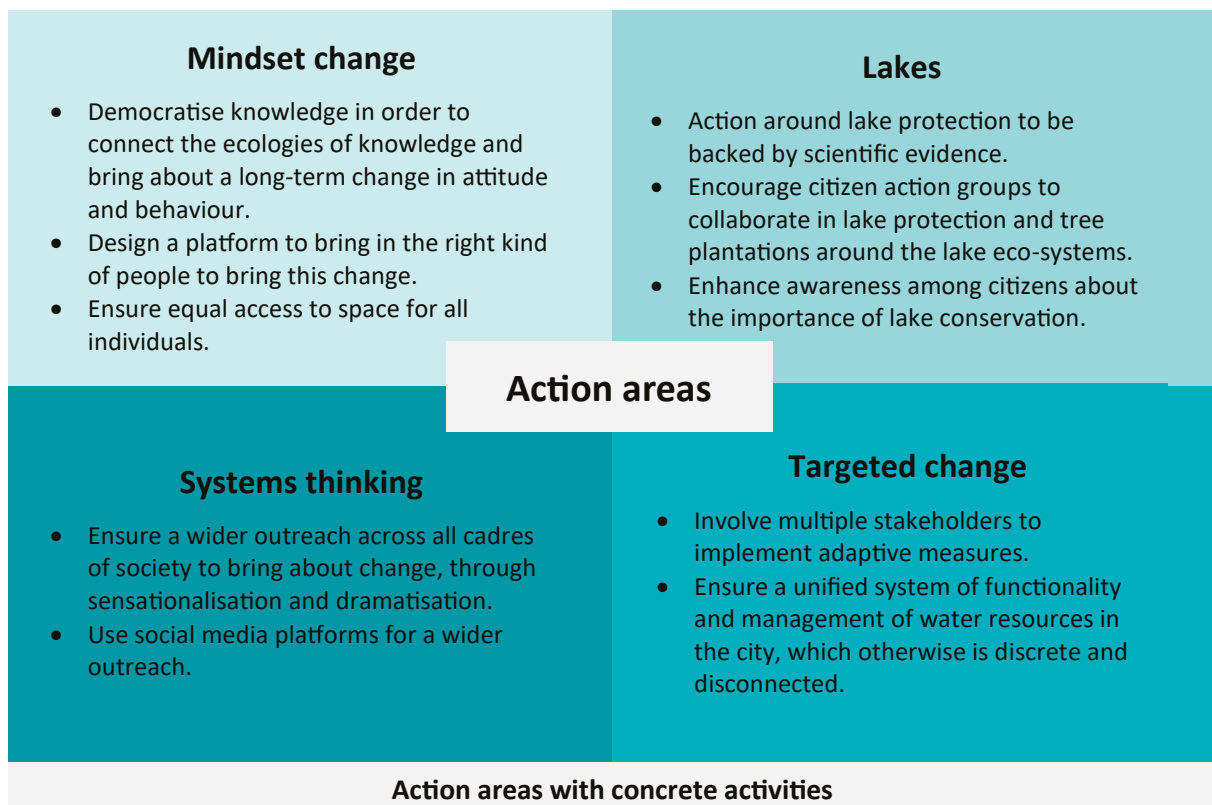 Mindset change
• Democratise knowledge in order to
connect the ecologies of knowledge and
bring about a long-term change in attitude
and behaviour.
• Design a platform to bring in the right kind
of people to bring this change.
• Ensure equal access to space for all
individuals.
Lakes
• Action around lake protection to be
backed by scientific evidence.
• Encourage citizen action groups to
collaborate in lake protection and tree
plantations around the lake eco-systems.
• Enhance awareness among citizens about
the importance of lake conservation.
Action areas
Systems thinking
• Ensure a wider outreach across all cadres
of society to bring about change, through
sensationalisation and dramatisation.
• Use social media platforms for a wider
outreach.
Targeted change
• Involve multiple stakeholders to
implement adaptive measures.
• Ensure a unified system of functionality
and management of water resources in
the city, which otherwise is discrete and
disconnected.
Action areas with concrete activities